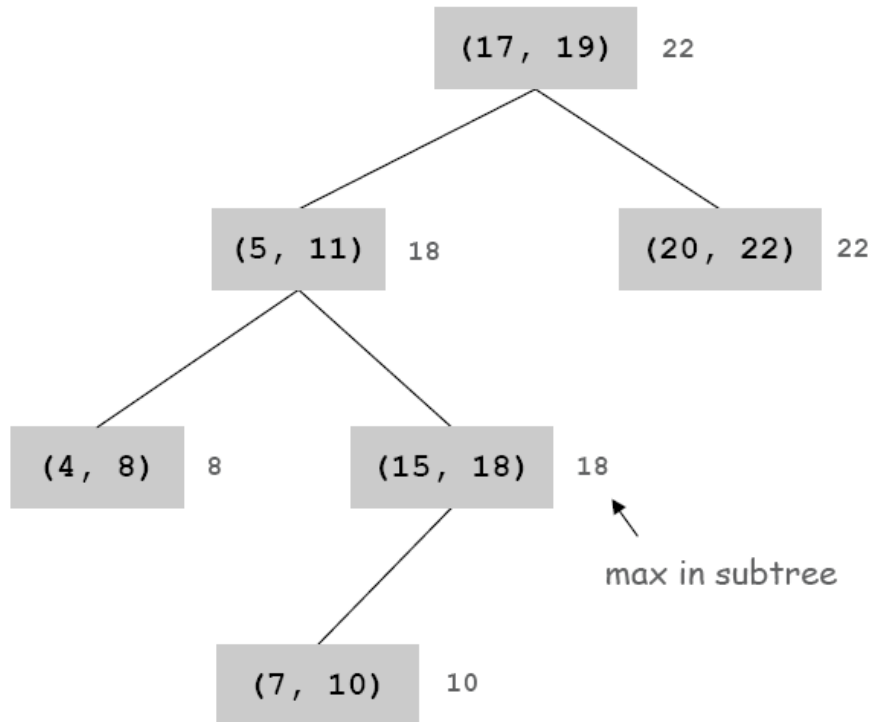 (17, 19) 22
(5, 11) 18
(20, 22) 22
(4, 8) 8
(15, 18) 18
max in subtree
(7, 10) 10